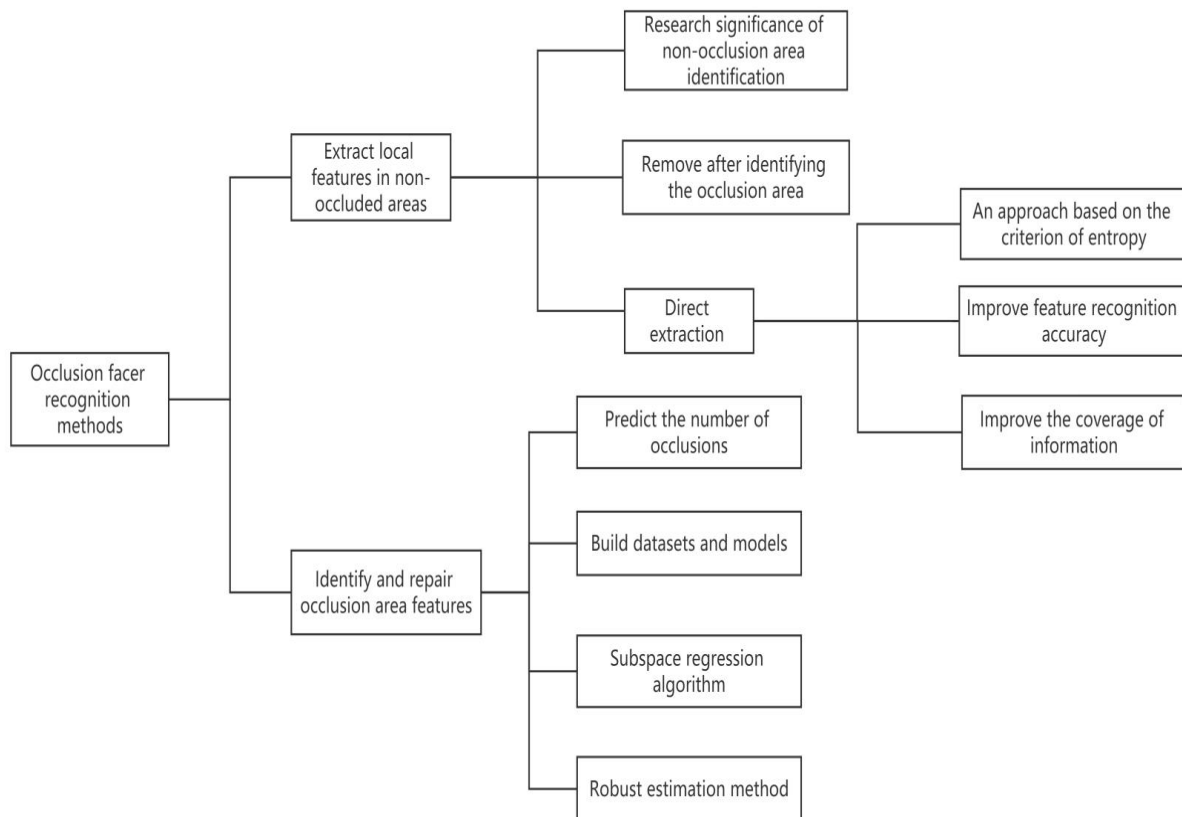 Research significance of
non-occlusion area
identification
Extract local
features in non-
occluded areas
Remove after identifying
the occlusion area
An approach based on the
criterion of entropy
Direct
extraction
Improve feature recognition
accuracy
Improve the coverage of
information
Occlusion facer
recognition
methods
Predict the number of
occlusions
Build datasets and models
Identify and repair
occlusion area features
Subspace regression
algorithm
Robust estimation method